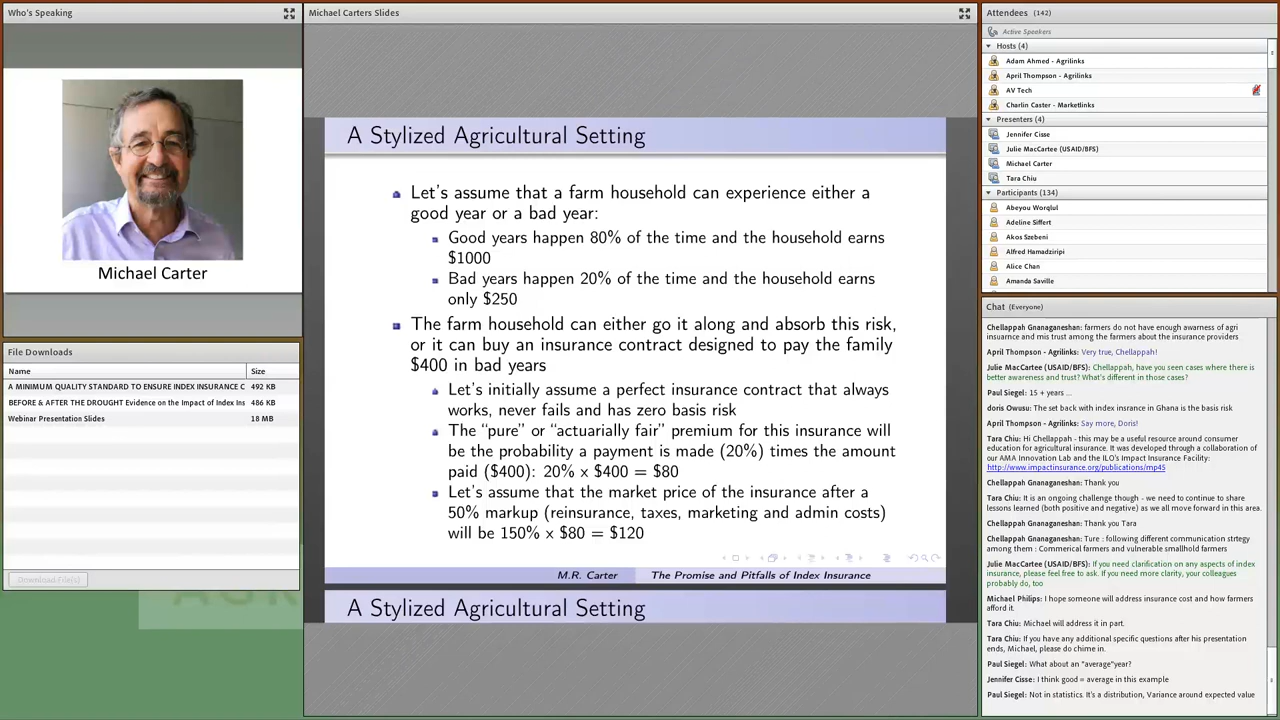 Who's Speaking
Michael Carter
File Downloads
Name Size
A MINIMUM QUALITY STANDARD TO ENSURE INDEX INSURANCE C 492 KB
BEFORE & AFTER THE DROUGHT Evidence on the Impact of Index Ins 486 KB
Webinar Presentation Slides 18 MB
Download File(s)
Michael Carters Slides
A Stylized Agricultural Setting
Let's assume that a farm household can experience either a
good year or a bad year:
Good years happen 80% of the time and the household earns
$1000
Bad years happen 20% of the time and the household earns
only $250
The farm household can either go it along and absorb this risk,
or it can buy an insurance contract designed to pay the family
$400 in bad years
Let's initially assume a perfect insurance contract that always
works, never fails and has zero basis risk
The "pure" or "actuarially fair" premium for this insurance will
be the probability a payment is made (20%) times the amount
paid ($400): 20% x $400 = $80
Let's assume that the market price of the insurance after a
50% markup (reinsurance, taxes, marketing and admin costs)
will be 150% × $80 = $120
M.R. Carter The Promise and Pitfalls of Index Insurance
A Stylized Agricultural Setting
Attendees (142)
Active Speakers
Hosts (4)
Adam Ahmed - Agrilinks
April Thompson - Agrilinks
AV Tech
Charlin Caster - Marketlinks
Presenters (4)
Jennifer Cisse
Julie MacCartee (USAID/BFS)
Michael Carter
Tara Chiu
Participants (134)
Abeyou Worqlul
Adeline Siffert
Akos Szebeni
Alfred Hamadziripi
Alice Chan
Amanda Saville
Chat (Everyone)
Chellappah Gnanaganeshan: farmers do not have enough awarness of agri
insuarnce and mis trust among the farmers about the insurance providers
April Thompson - Agrilinks: Very true, Chellappah!
Julie MacCartee (USAID/BFS): Chellappah, have you seen cases where there is
better awareness and trust? What's different in those cases?
Paul Siegel: 15 + years ...
doris Owusu: The set back with index insrance in Ghana is the basis risk
April Thompson - Agrilinks: Say more, Doris!
Tara Chiu: Hi Chellappah - this may be a useful resource around consumer
education for agricultural insurance. It was developed through a collaboration of
our AMA Innovation Lab and the ILO's Impact Insurance Facility:
http://www.impactinsurance.org/publications/mp45
Chellappah Gnanaganeshan: Thank you
Tara Chiu: It is an ongoing challenge though - we need to continue to share
lessons learned (both positive and negative) as we all move forward in this area.
Chellappah Gnanaganeshan: Thank you Tara
Chellappah Gnanaganeshan: Ture : following different communication strtegy
among them : Commerical farmers and vulnerable smallhold farmers
Julie MacCartee (USAID/BFS): If you need clarification on any aspects of index
insurance, please feel free to ask. If you need more clarity, your colleagues
probably do, too
Michael Philips: I hope someone will address insurance cost and how farmers
afford it.
Tara Chiu: Michael will address it in part.
Tara Chiu: If you have any additional specific questions after his presentation
ends, Michael, please do chime in.
Paul Siegel: What about an "average"year?
Jennifer Cisse: I think good = average in this example
Paul Siegel: Not in statistics. It's a distribution, Variance around expected value